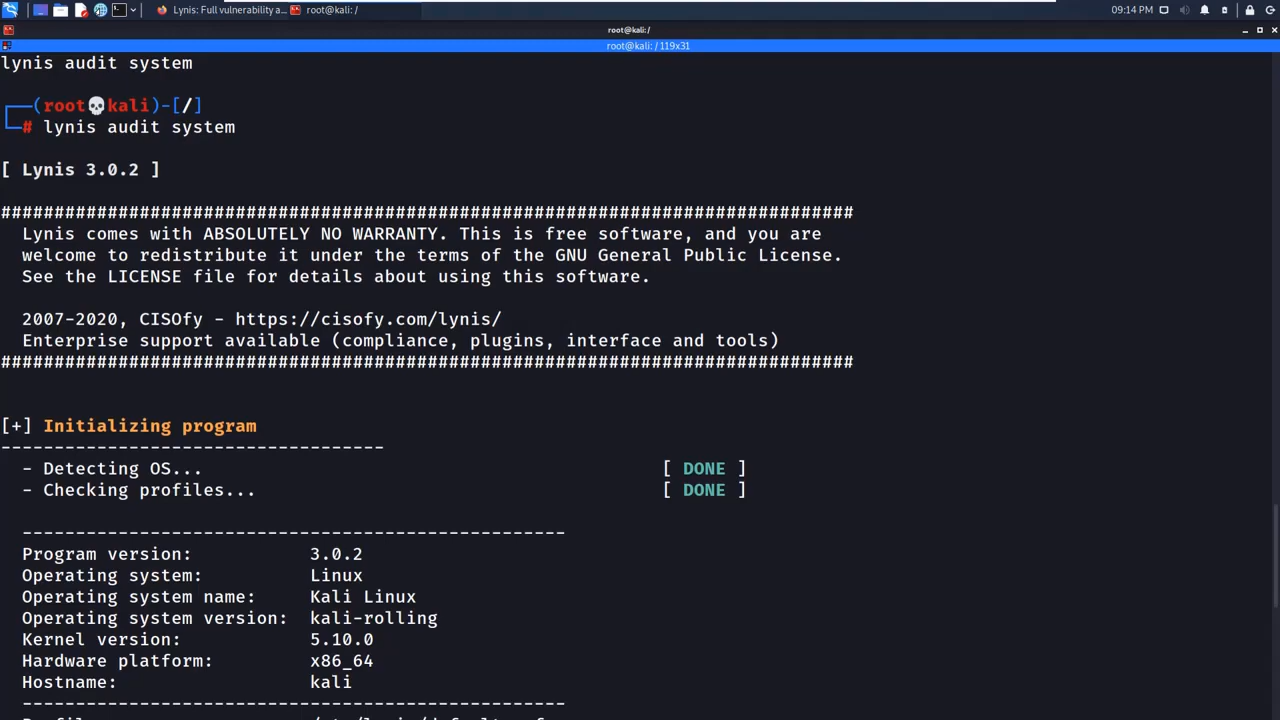 Lynis: Full vulnerability a...
root@kali: /
09:14 PM
root@kali:/
root@kali: / 119x31
lynis audit system
(root💀kali)-[/]
# lynis audit system
[ Lynis 3.0.2 ]
################################################################################
Lynis comes with ABSOLUTELY NO WARRANTY. This is free software, and you are
welcome to redistribute it under the terms of the GNU General Public License.
See the LICENSE file for details about using this software.
2007-2020, CISOfy - https://cisofy.com/lynis/
Enterprise support available (compliance, plugins, interface and tools)
################################################################################
[+] Initializing program
------------------------------------
- Detecting OS... [ DONE ]
- Checking profiles... [ DONE ]
---------------------------------------------------
Program version: 3.0.2
Operating system: Linux
Operating system name: Kali Linux
Operating system version: kali-rolling
Kernel version: 5.10.0
Hardware platform: x86_64
Hostname: kali
---------------------------------------------------